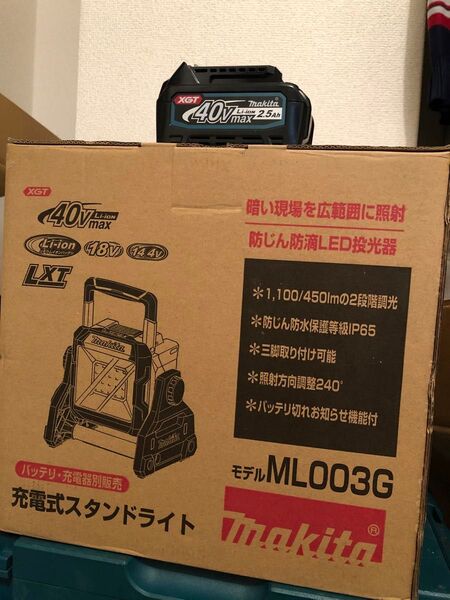 XGT
40Vmax
Li-ion
makita
2.5Ah
XGT
40Vmax Li-ion
Li-ion 18V 14.4V
LXT
暗い現場を広範囲に照射
防じん防滴LED投光器
＊1,100/450lmの2段階調光
＊防じん防水保護等級IP65
＊三脚取り付け可能
＊照射方向調整240°
＊バッテリ切れお知らせ機能付
makita
バッテリ・充電器別販売
充電式スタンドライト
モデルML003G
makita®